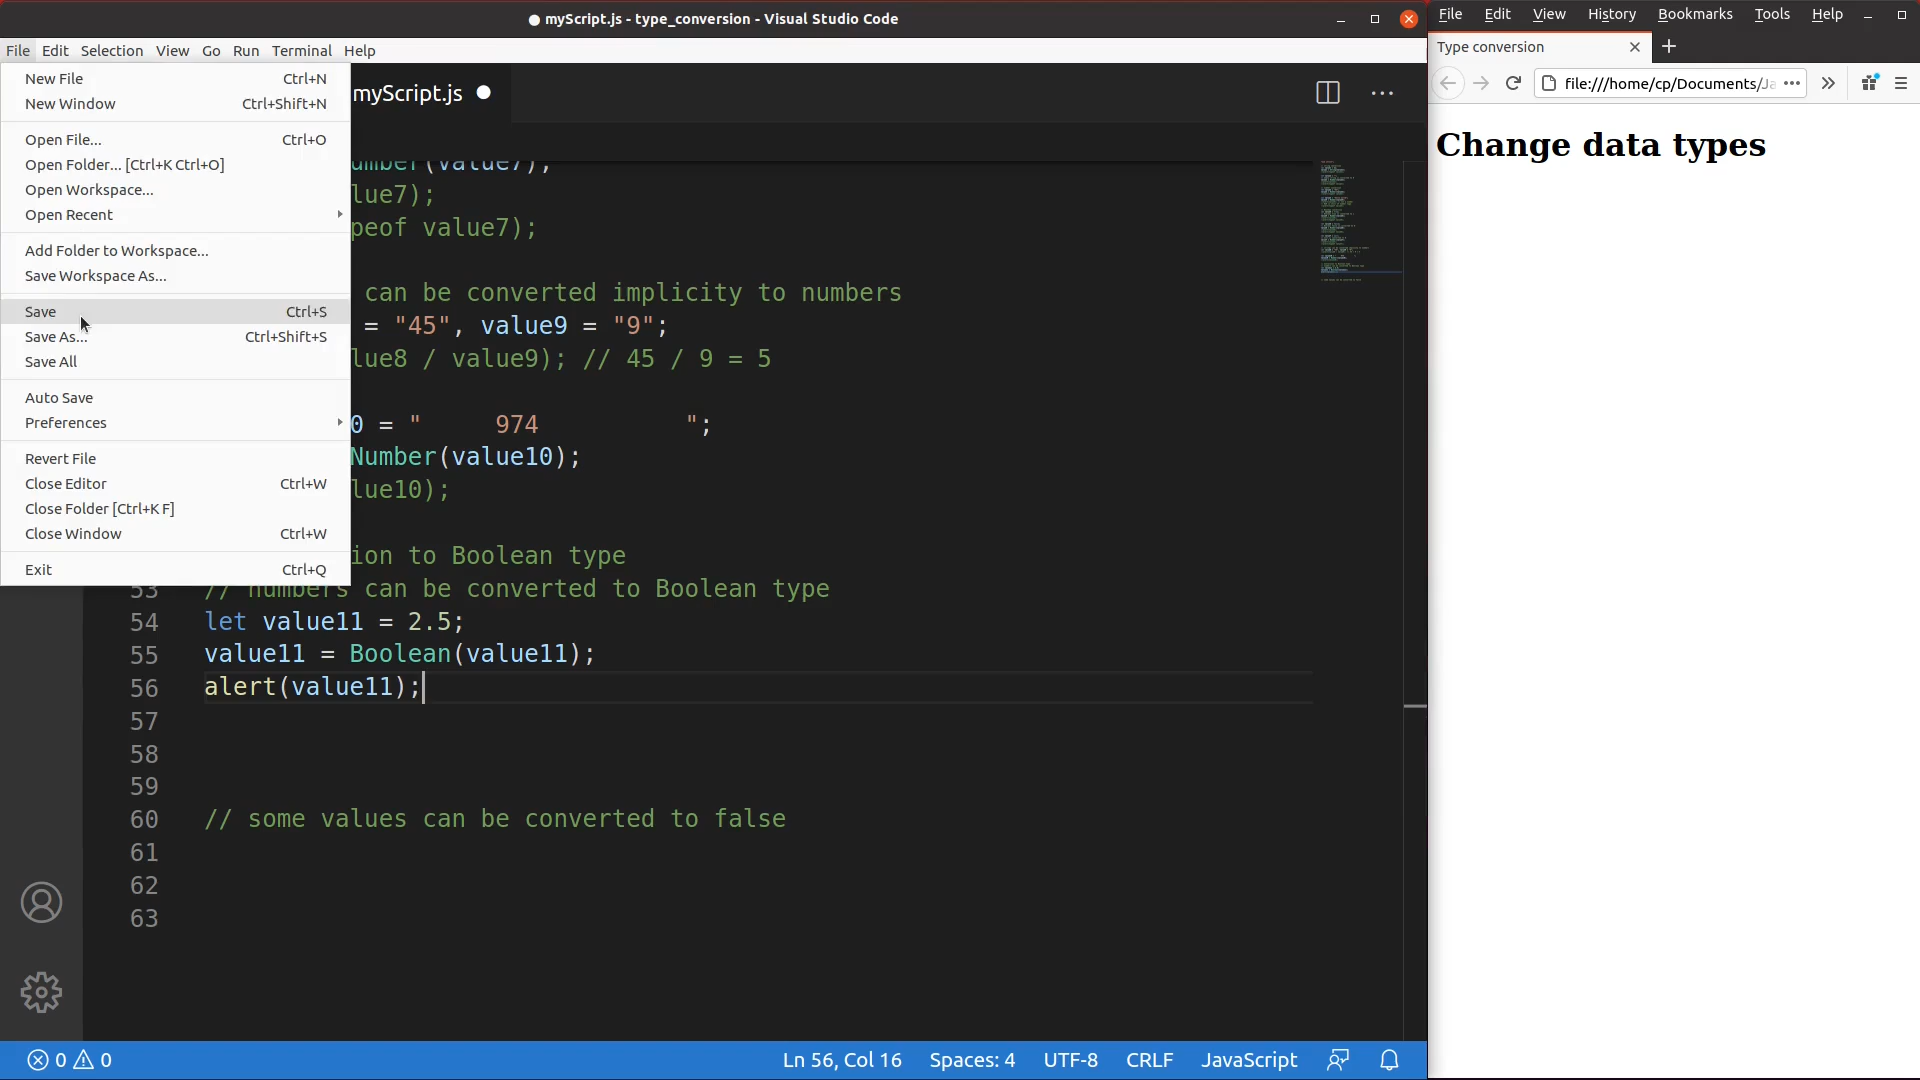 myScript.js - type_conversion - Visual Studio Code
File Edit Selection View Go Run Terminal Help
New File Ctrl+N
New Window Ctrl+Shift+N
Open File... Ctrl+O
Open Folder... [Ctrl+K Ctrl+O]
Open Workspace...
Open Recent
Add Folder to Workspace...
Save Workspace As...
Save Ctrl+S
Save As... Ctrl+Shift+S
Save All
Auto Save
Preferences
Revert File
Close Editor Ctrl+W
Close Folder [Ctrl+K F]
Close Window Ctrl+W
Exit Ctrl+Q
myScript.js
umber(value7);
lue7);
peof value7);
can be converted implicity to numbers
= "45", value9 = "9";
lue8 / value9); // 45 / 9 = 5
0 = "     974          ";
Number(value10);
lue10);
ion to Boolean type
53 // numbers can be converted to Boolean type
54 let value11 = 2.5;
55 value11 = Boolean(value11);
56 alert(value11);
57
58
59
60 // some values can be converted to false
61
62
63
0 0 Ln 56, Col 16 Spaces: 4 UTF-8 CRLF JavaScript
File Edit View History Bookmarks Tools Help
Type conversion
file:///home/cp/Documents/Ja
Change data types